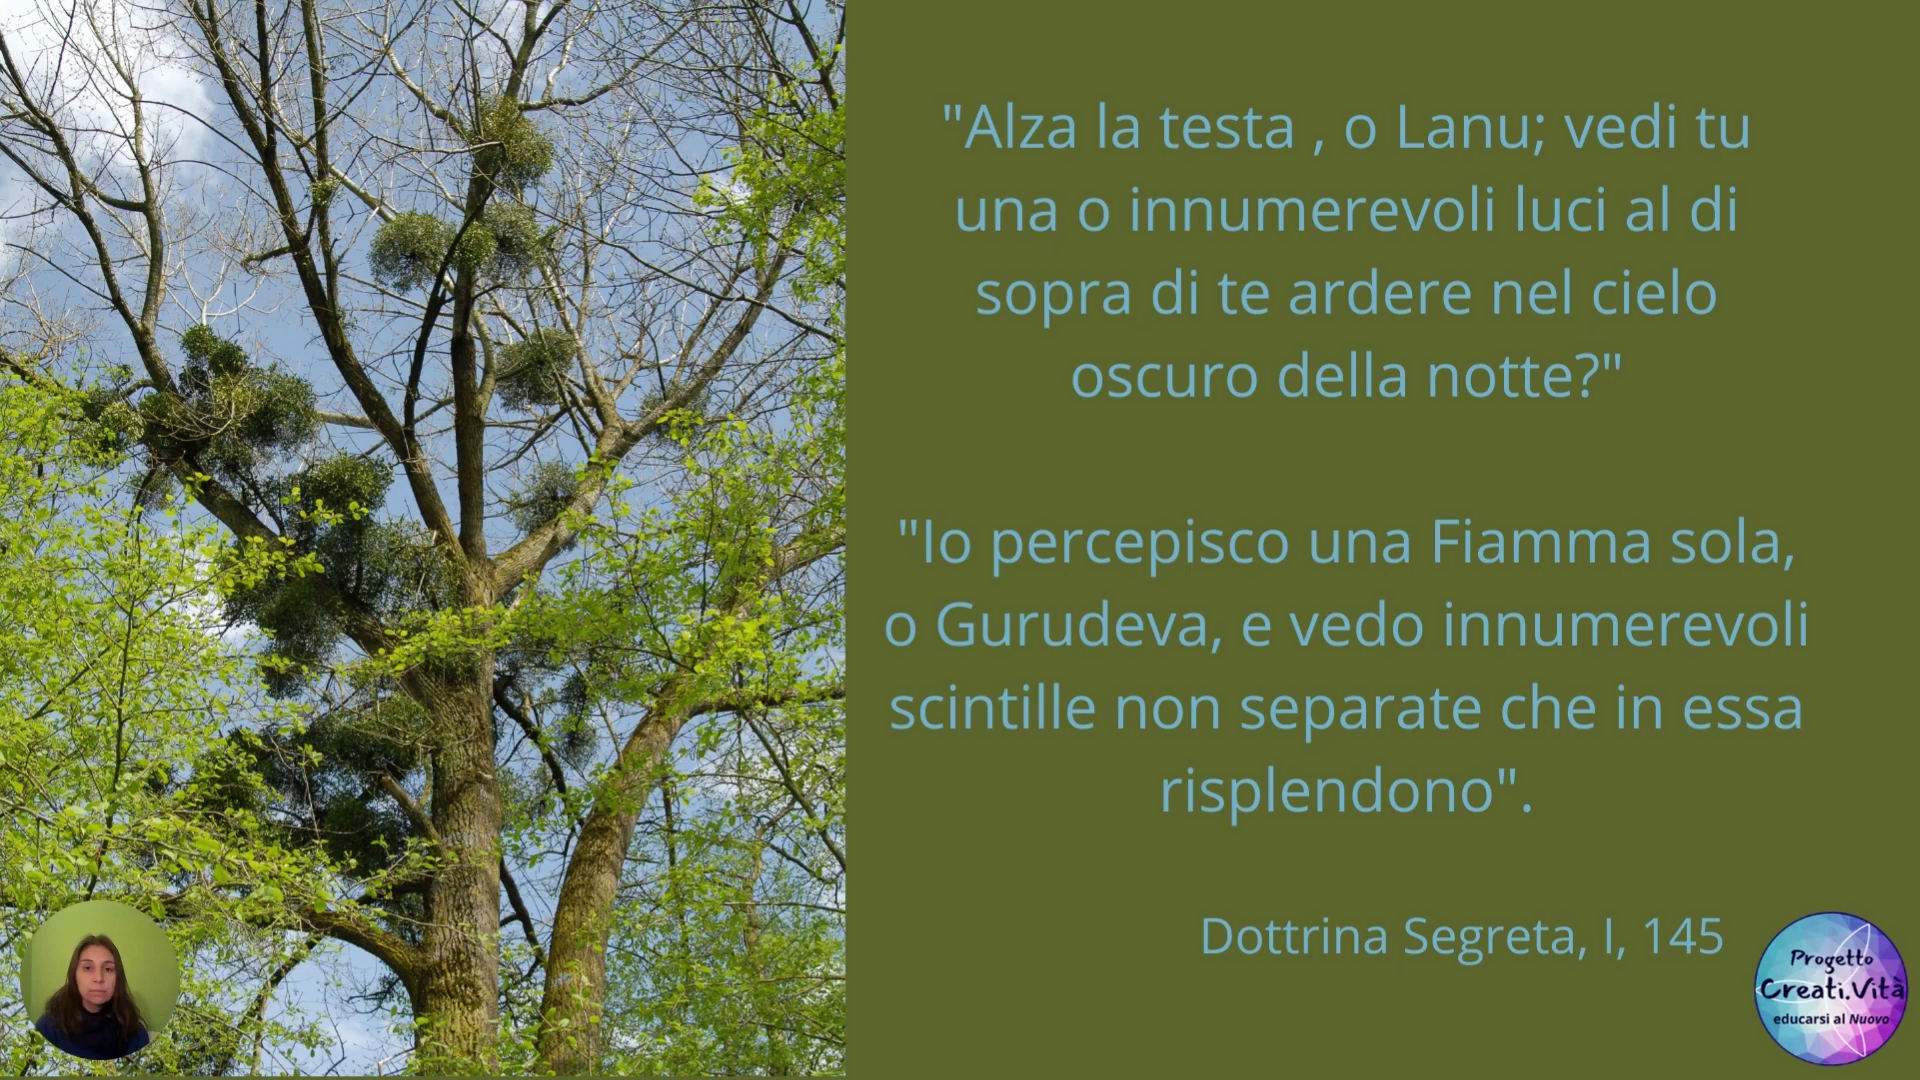 "Alza la testa , o Lanu; vedi tu
una o innumerevoli luci al di
sopra di te ardere nel cielo
oscuro della notte?"
"Io percepisco una Fiamma sola,
o Gurudeva, e vedo innumerevoli
scintille non separate che in essa
risplendono".
Dottrina Segreta, I, 145
Progetto
Creati.Vità
educarsi al Nuovo